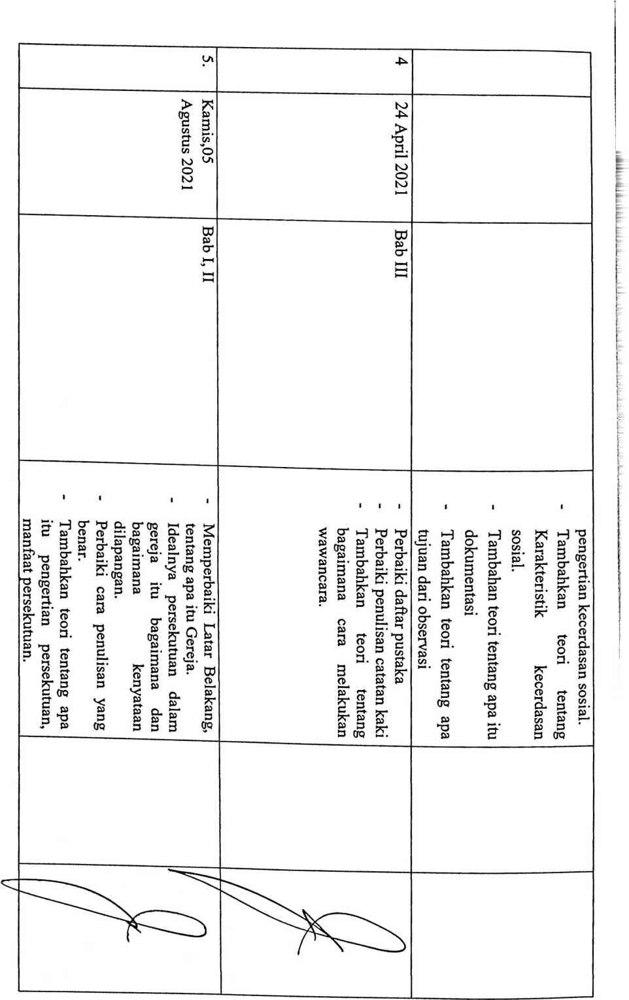 pengertian kecerdasan sosial.
- Tambahkan teori tentang
Karakteristik kecerdasan
sosial.
- Tambahan teori tentang apa itu
dokumentasi
- Tambahkan teori tentang apa
tujuan dari observasi
4
24 April 2021
Bab III
- Perbaiki daftar pustaka
- Perbaiki penulisan catatan kaki
- Tambahkan teori tentang
bagaimana cara melakukan
wawancara.
5.
Kamis,05
Agustus 2021
Bab I, II
- Memperbaiki Latar Belakang,
tentang apa itu Gereja.
- Idealnya persekutuan dalam
gereja itu bagaimana dan
bagaimana kenyataan
dilapangan.
- Perbaiki cara penulisan yang
benar.
- Tambahkan teori tentang apa
itu pengertian persekutuan,
manfaat persekutuan.